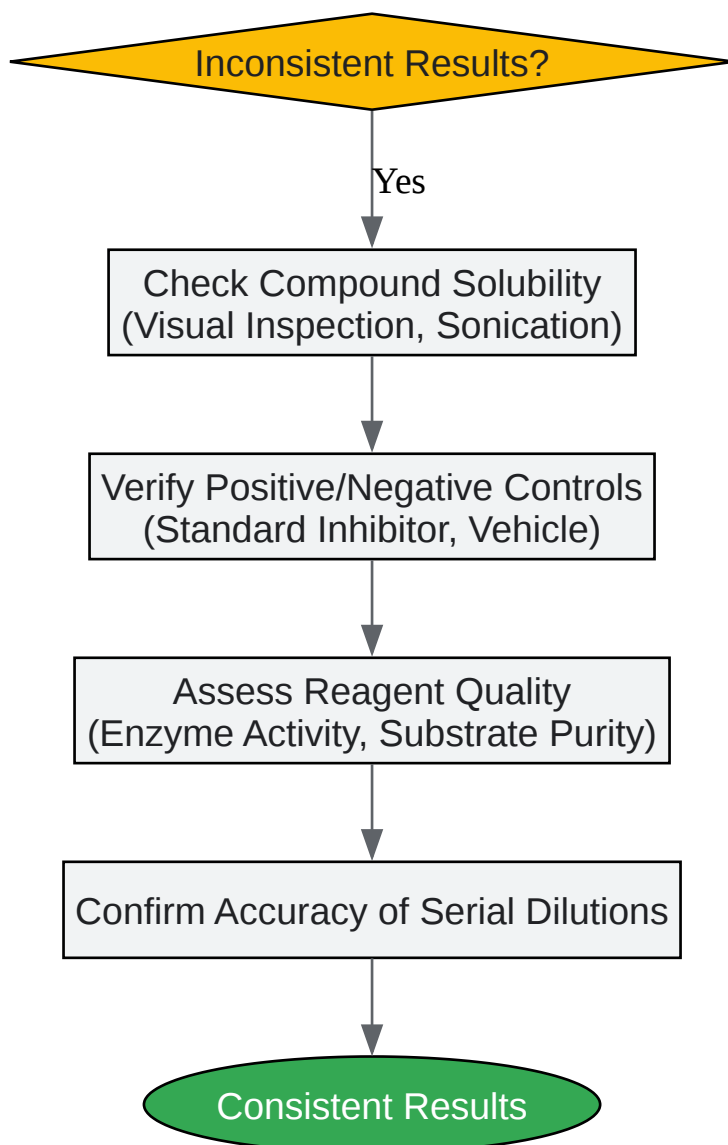 Inconsistent Results?
Yes
Check Compound Solubility
(Visual Inspection, Sonication)
Verify Positive/Negative Controls
(Standard Inhibitor, Vehicle)
Assess Reagent Quality
(Enzyme Activity, Substrate Purity)
Confirm Accuracy of Serial Dilutions
Consistent Results